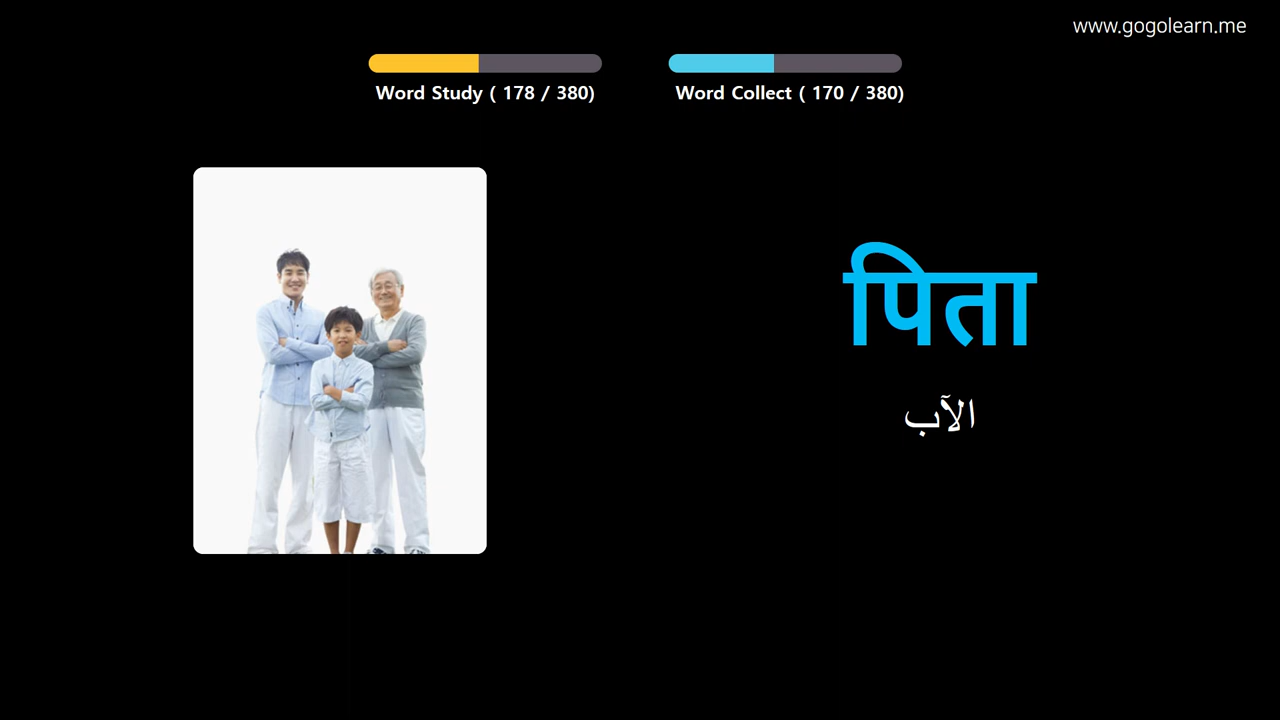 www.gogolearn.me
Word Study ( 178 / 380)
Word Collect ( 170 / 380)
पिता
الآب